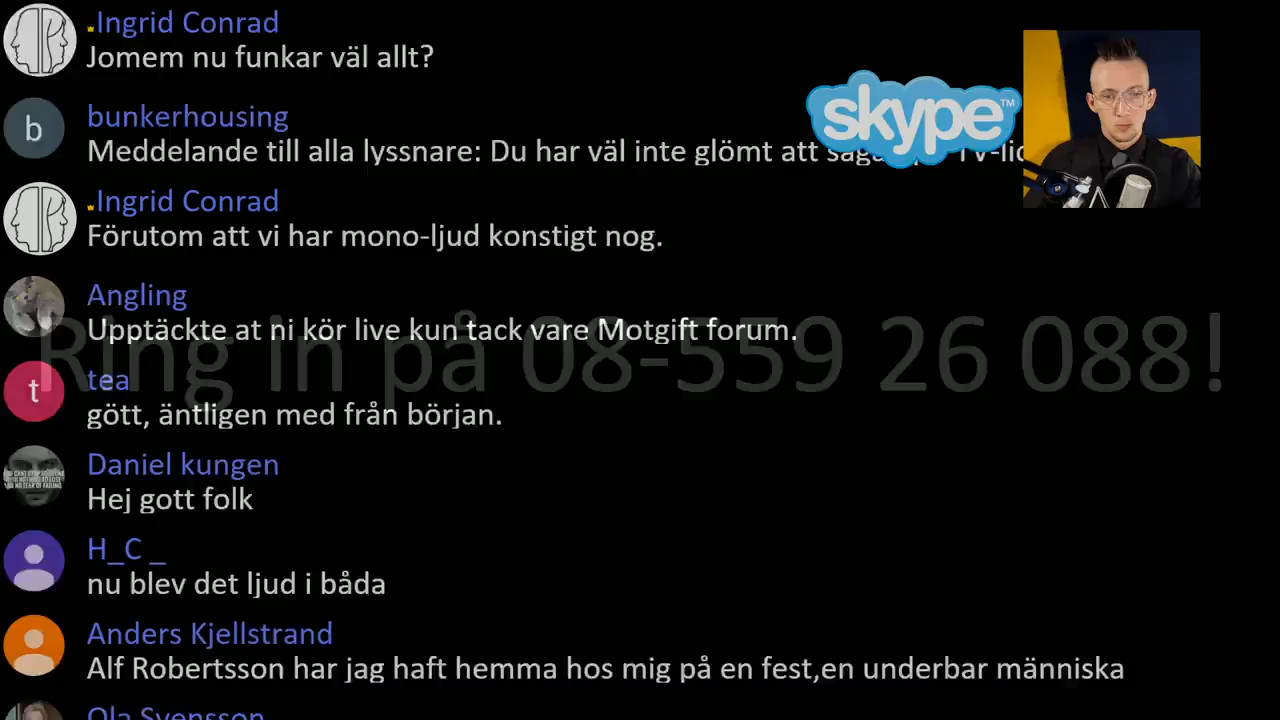 Ingrid Conrad
Jomem nu funkar väl allt?
skype™
b
bunkerhousing
Meddelande till alla lyssnare: Du har väl inte glömt att
Ingrid Conrad
Förutom att vi har mono-ljud konstigt nog.
Angling
Upptäckte at ni kör live kun tack vare Motgift forum.
Ring in på 08-559 26 088!
t
tea
gött, äntligen med från början.
Daniel kungen
Hej gott folk
H_C _
nu blev det ljud i båda
Anders Kjellstrand
Alf Robertsson har jag haft hemma hos mig på en fest,en underbar människa
Ola Svensson